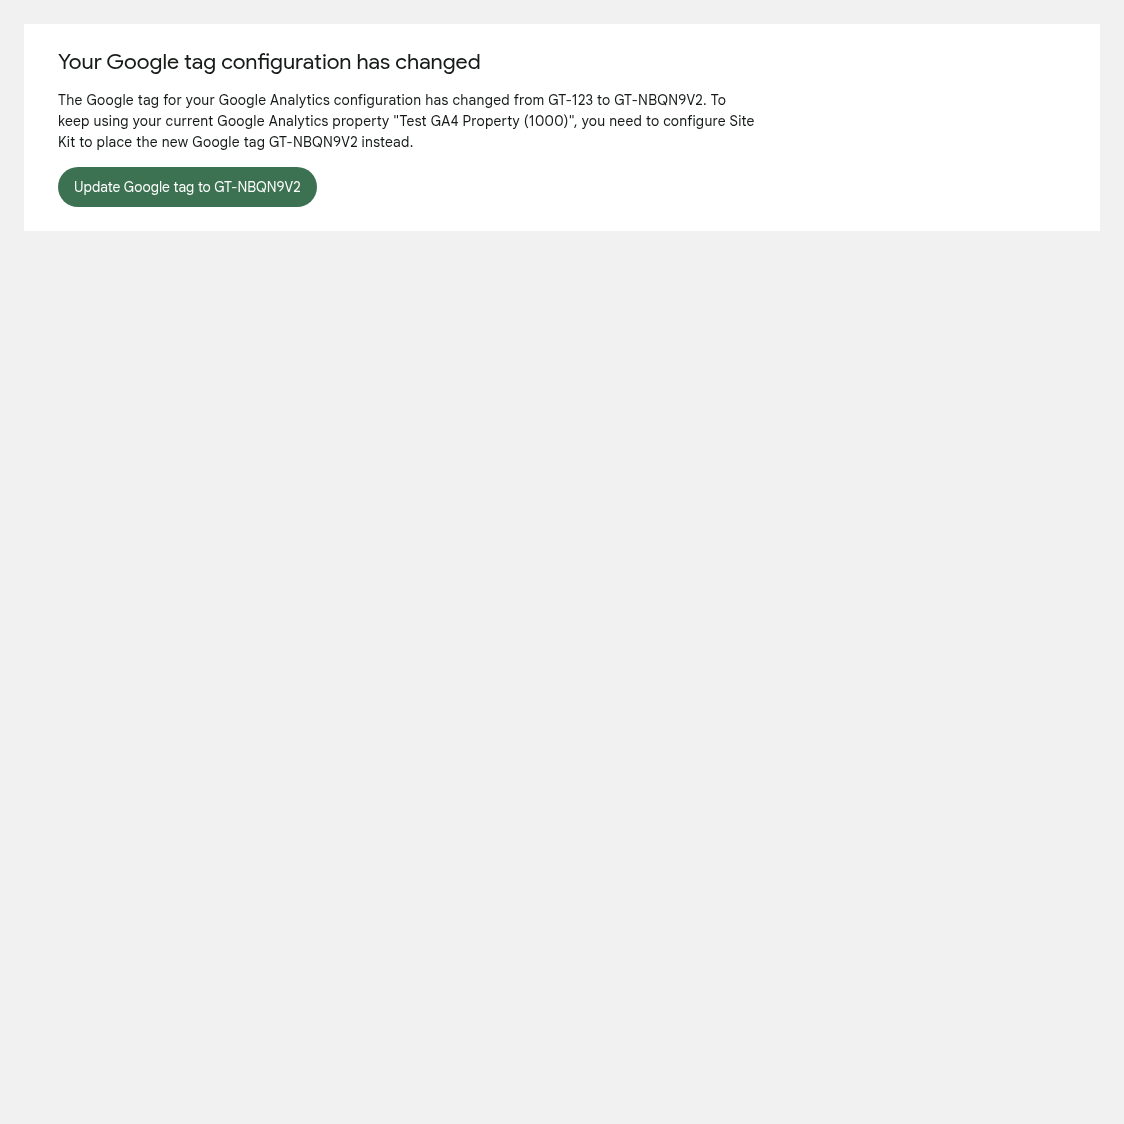 Your Google tag configuration has changed
The Google tag for your Google Analytics configuration has changed from GT-123 to GT-NBQN9V2. To
keep using your current Google Analytics property "Test GA4 Property (1000)", you need to configure Site
Kit to place the new Google tag GT-NBQN9V2 instead.
Update Google tag to GT-NBQN9V2